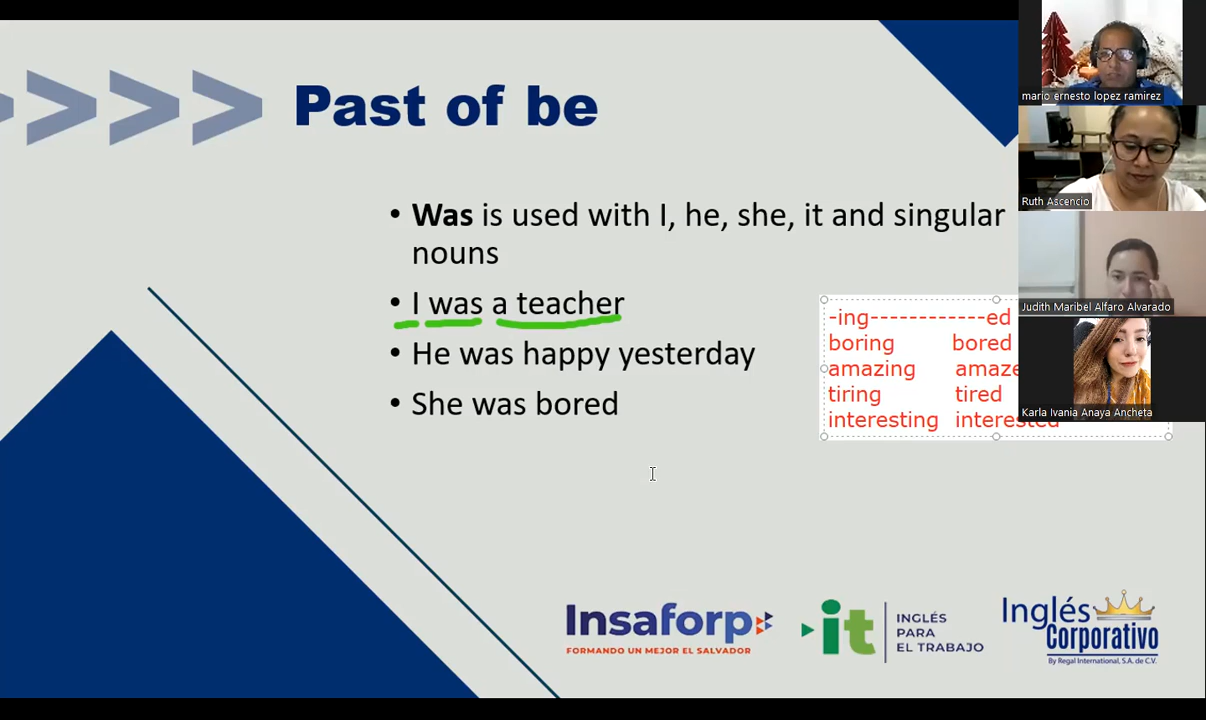 Past of be
• Was is used with I, he, she, it and singular
nouns
• I was a teacher
• He was happy yesterday
• She was bored
-ing------------ed
boring bored
amazing
tiring tired
interesting interested
mario ernesto lopez ramirez
Ruth Ascencio
Judith Maribel Alfaro Alvarado
Karla Ivania Anaya Ancheta
Insaforp
FORMANDO UN MEJOR EL SALVADOR
it
INGLÉS
PARA
EL TRABAJO
Inglés
Corporativo
By Regal International, S.A. de C.V.